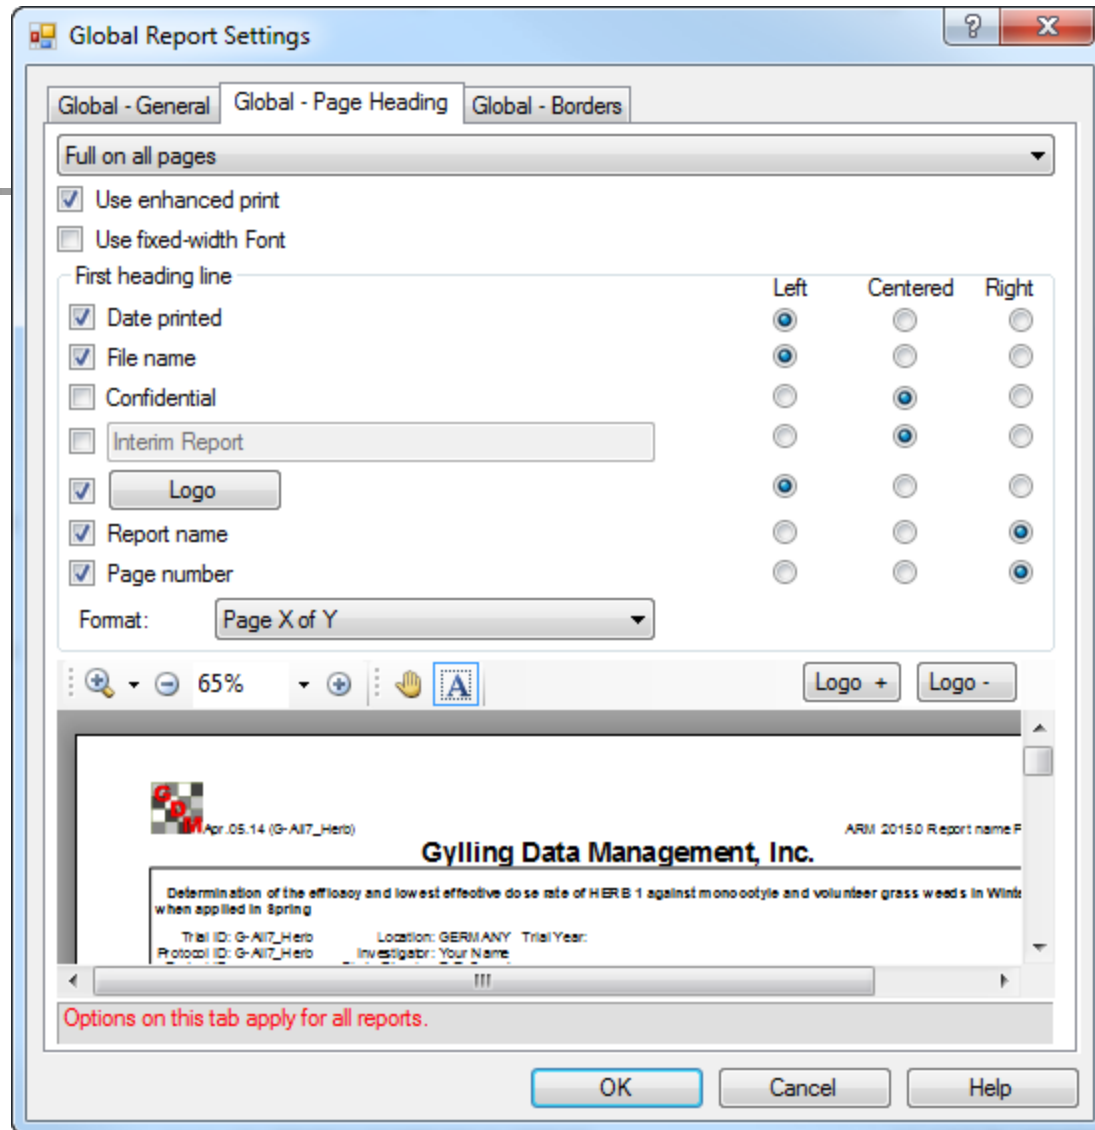 Global Report Settings
?
Global - General Global - Page Heading Global - Borders
Full on all pages
Use enhanced print
Use fixed-width Font
First heading line
Left Centered Right
Date printed
File name
Confidential
Interim Report
Logo
Report name
Page number
Format: Page X of Y
65% A Logo + Logo -
GDM
Apr.05.14 (G-All7_Herb) ARM 2015.0 Report name P
Gylling Data Management, Inc.
Determination of the efficacy and lowest effective dose rate of HERB 1 against monocotyle and volunteer grass weeds in Winte
when applied in Spring
Trial ID: G-All7_Herb Location: GERMANY Trial Year:
Protocol ID: G-All7_Herb Investigator: Your Name
Options on this tab apply for all reports.
OK Cancel Help